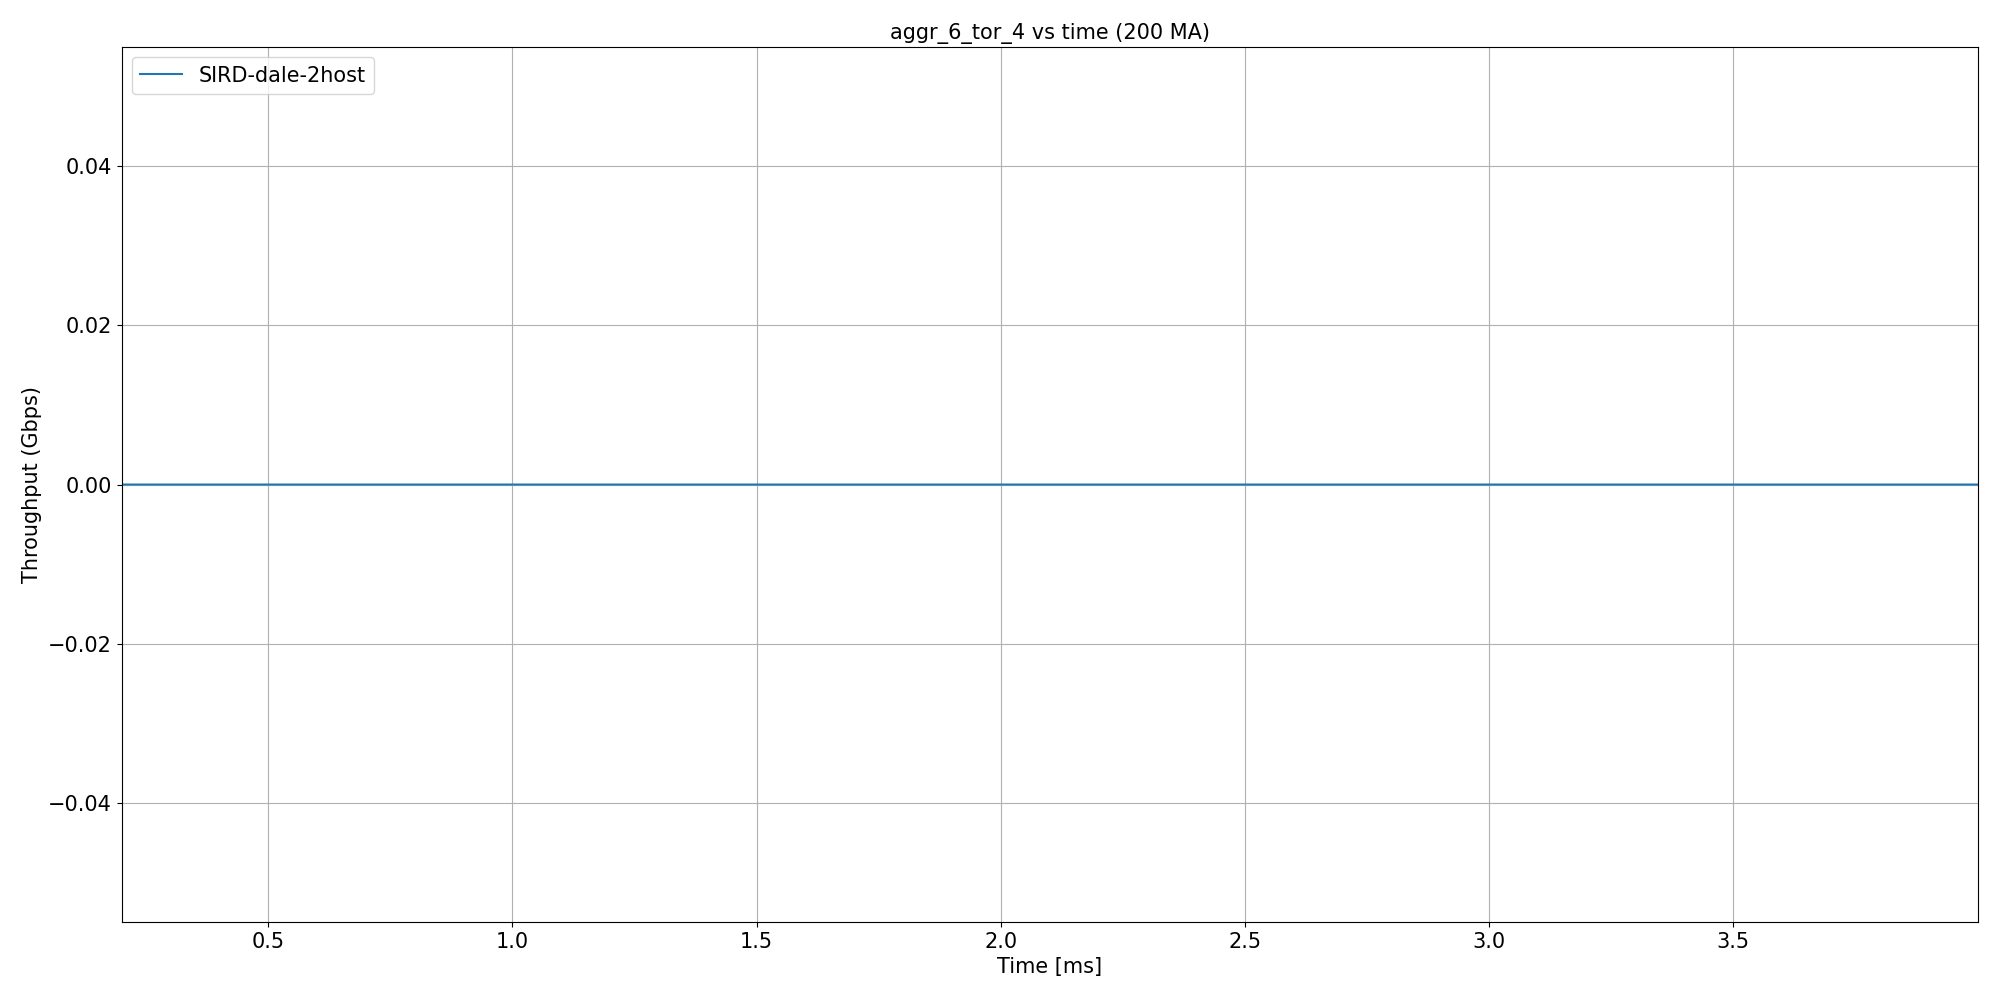 aggr_6_tor_4 vs time (200 MA)
SIRD-dale-2host
Throughput (Gbps)
0.04
0.02
0.00
−0.02
−0.04
0.5 1.0 1.5 2.0 2.5 3.0 3.5
Time [ms]